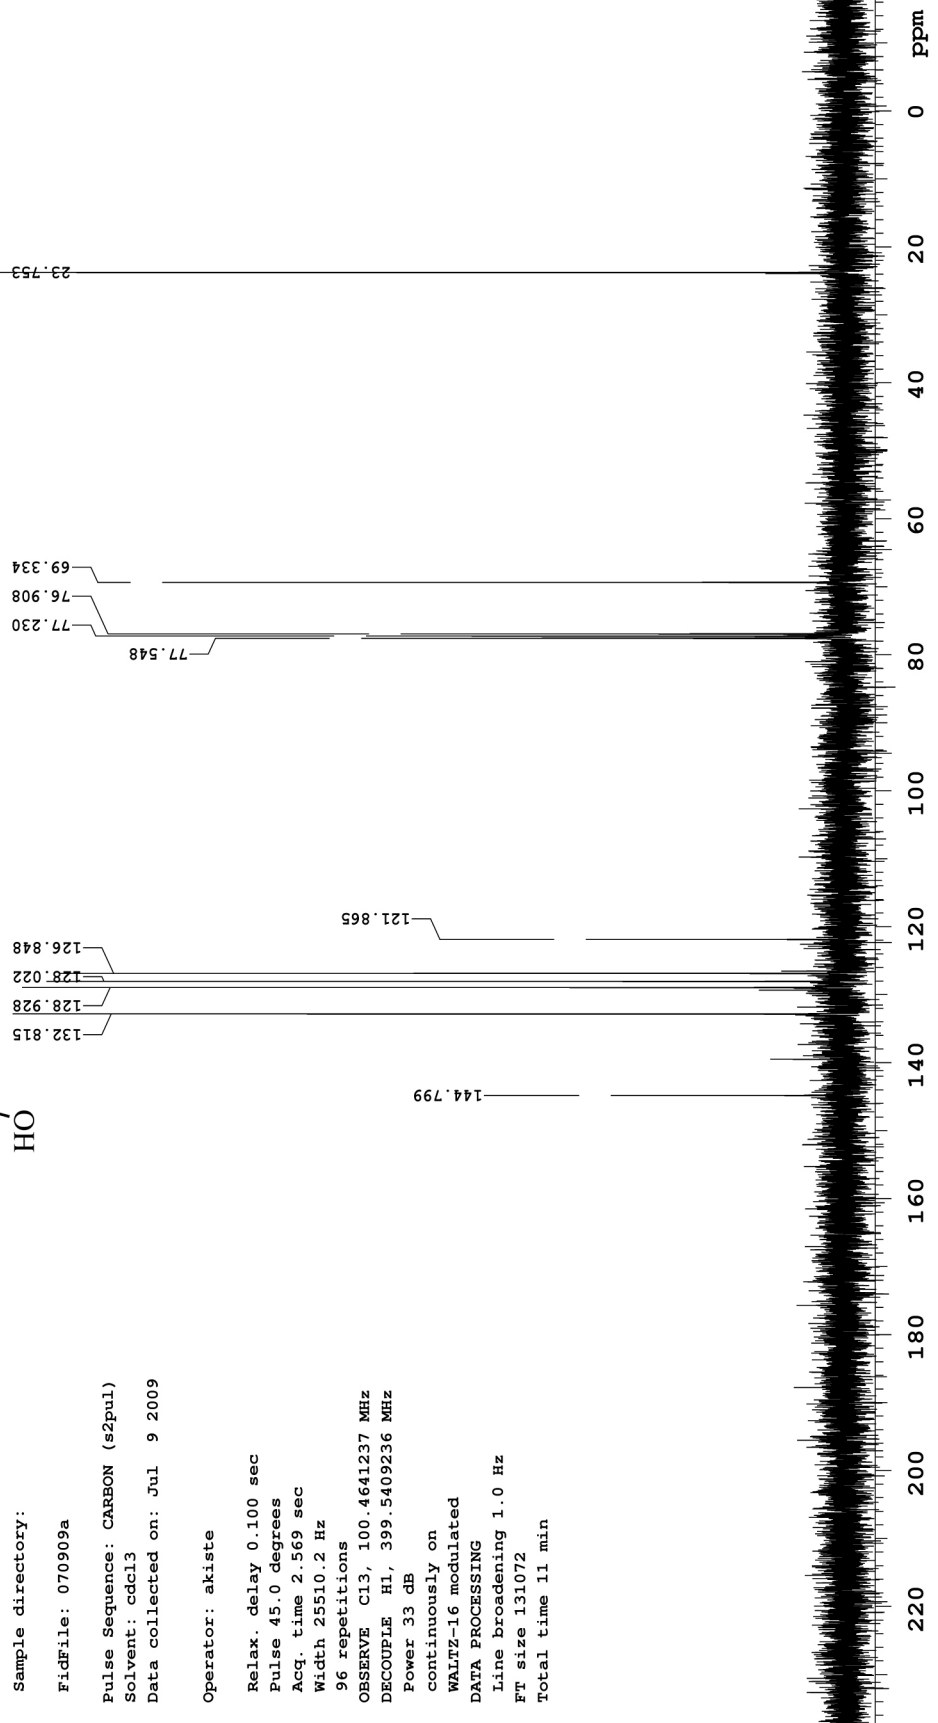 Sample directory:
FidFile: 070909a
Pulse Sequence: CARBON (s2pul)
Solvent: cdcl3
Data collected on: Jul 9 2009
Operator: akiste
Relax. delay 0.100 sec
Pulse 45.0 degrees
Acq. time 2.569 sec
Width 25510.2 Hz
96 repetitions
OBSERVE C13, 100.4641237 MHz
DECOUPLE H1, 399.5409236 MHz
Power 33 dB
continuously on
WALTZ-16 modulated
DATA PROCESSING
Line broadening 1.0 Hz
FT size 131072
Total time 11 min
HO
144.799
132.815
128.928
128.022
126.848
121.865
77.548
77.230
76.908
69.334
23.753
220 200 180 160 140 120 100 80 60 40 20 0 ppm